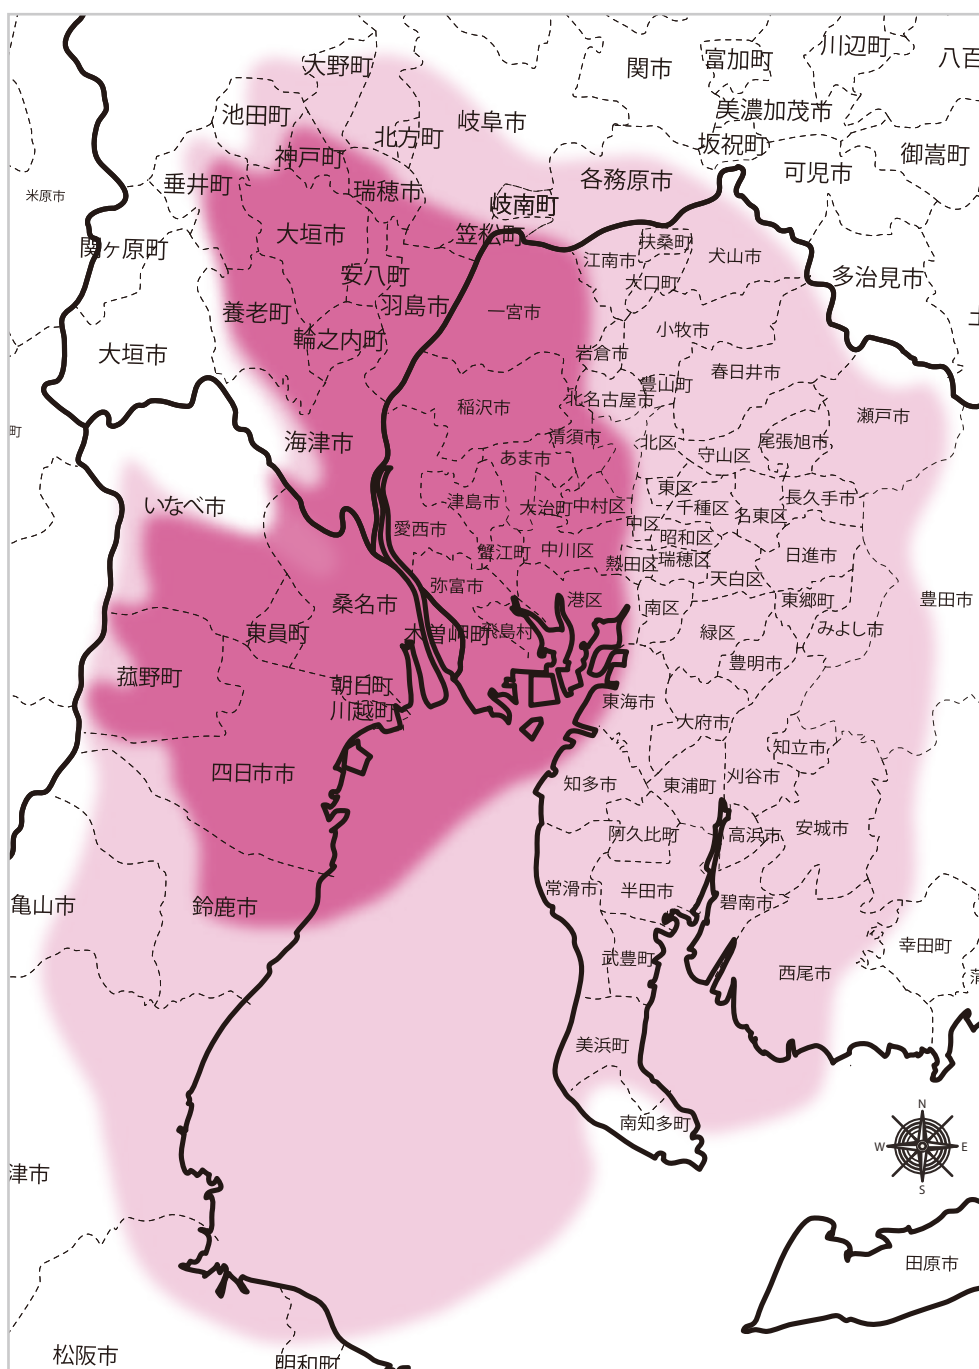 大野町
関市
富加町
川辺町
八百
池田町
北方町
岐阜市
美濃加茂市
坂祝町
御嵩町
神戸町
可児市
米原市
垂井町
瑞穂市
各務原市
岐南町
関ヶ原町
大垣市
笠松町
扶桑町
犬山市
江南市
安八町
大口町
多治見市
養老町
羽島市
一宮市
土
輪之内町
小牧市
大垣市
岩倉市
春日井市
豊山町
北名古屋市
稲沢市
瀬戸市
町
海津市
清須市
北区
尾張旭市
あま市
守山区
いなべ市
東区
長久手市
津島市
大治町
中村区
千種区
名東区
愛西市
中区
昭和区
蟹江町
中川区
熱田区
瑞穂区
日進市
天白区
弥富市
桑名市
港区
南区
東郷町
豊田市
東員町
木曽岬町
飛島村
緑区
みよし市
菰野町
豊明市
朝日町
東海市
川越町
大府市
知立市
四日市市
知多市
東浦町
刈谷市
阿久比町
高浜市
安城市
亀山市
鈴鹿市
常滑市
半田市
碧南市
武豊町
西尾市
幸田町
蒲
美浜町
南知多町
N
W
E
S
津市
田原市
松阪市
明和町